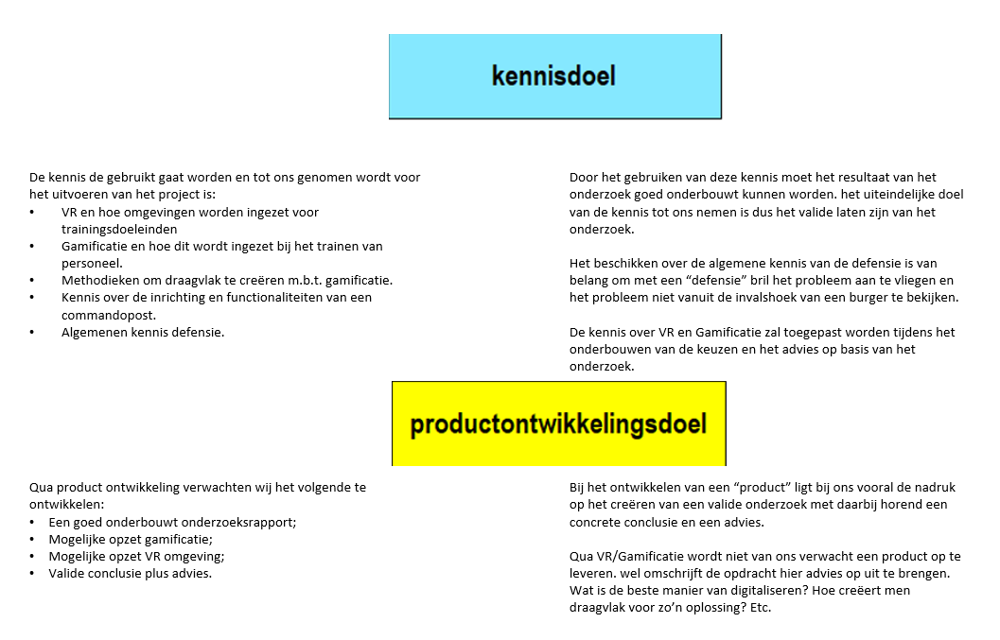 kennisdoel
De kennis de gebruikt gaat worden en tot ons genomen wordt voor
het uitvoeren van het project is:
• VR en hoe omgevingen worden ingezet voor
trainingsdoeleinden
• Gamificatie en hoe dit wordt ingezet bij het trainen van
personeel.
• Methodieken om draagvlak te creëren m.b.t. gamificatie.
• Kennis over de inrichting en functionaliteiten van een
commandopost.
• Algemenen kennis defensie.
Door het gebruiken van deze kennis moet het resultaat van het
onderzoek goed onderbouwt kunnen worden. het uiteindelijke doel
van de kennis tot ons nemen is dus het valide laten zijn van het
onderzoek.
Het beschikken over de algemene kennis van de defensie is van
belang om met een “defensie” bril het probleem aan te vliegen en
het probleem niet vanuit de invalshoek van een burger te bekijken.
De kennis over VR en Gamificatie zal toegepast worden tijdens het
onderbouwen van de keuzen en het advies op basis van het
onderzoek.
productontwikkelingsdoel
Qua product ontwikkeling verwachten wij het volgende te
ontwikkelen:
• Een goed onderbouwt onderzoeksrapport;
• Mogelijke opzet gamificatie;
• Mogelijke opzet VR omgeving;
• Valide conclusie plus advies.
Bij het ontwikkelen van een “product” ligt bij ons vooral de nadruk
op het creëren van een valide onderzoek met daarbij horend een
concrete conclusie en een advies.
Qua VR/Gamificatie wordt niet van ons verwacht een product op te
leveren. wel omschrijft de opdracht hier advies op uit te brengen.
Wat is de beste manier van digitaliseren? Hoe creëert men
draagvlak voor zo’n oplossing? Etc.